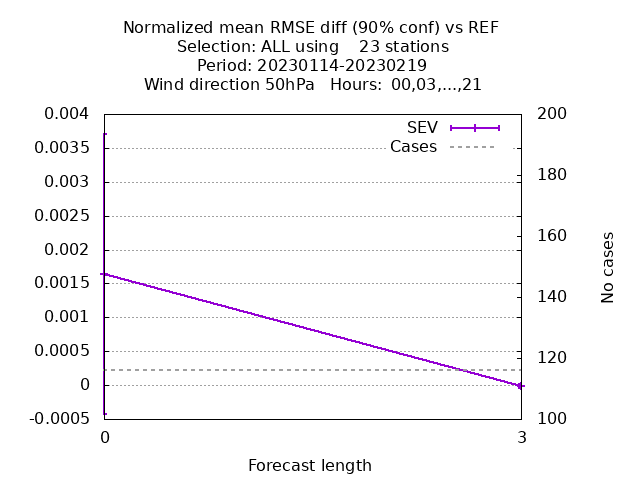 Normalized mean RMSE diff (90% conf) vs REF
Selection: ALL using    23 stations
Period: 20230114-20230219
Wind direction 50hPa   Hours:  00,03,...,21
0.004
0.0035
0.003
0.0025
0.002
0.0015
0.001
0.0005
0
-0.0005
SEV
Cases
200
180
160
140
120
100
No cases
0
3
Forecast length